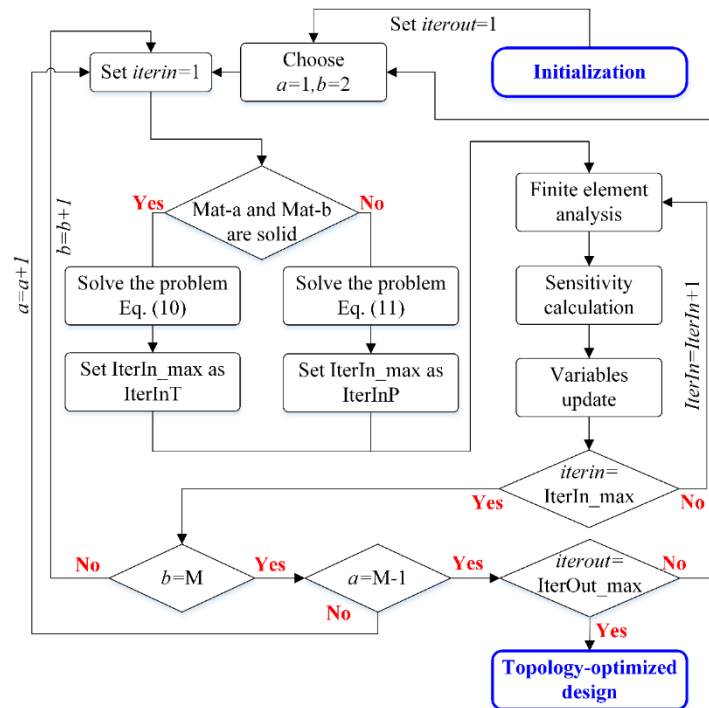 Set iterout=1
Initialization
Choose
a=1,b=2
Set iterin=1
Yes
Mat-a and Mat-b
are solid
No
Solve the problem
Eq. (10)
Solve the problem
Eq. (11)
Set IterIn_max as
IterInT
Set IterIn_max as
IterInP
Finite element
analysis
Sensitivity
calculation
Variables
update
iterin=
IterIn_max
Yes
No
IterIn=IterIn+1
b=b+1
a=a+1
No
b=M
Yes
a=M-1
Yes
No
iterout=
IterOut_max
No
Yes
Topology-optimized
design